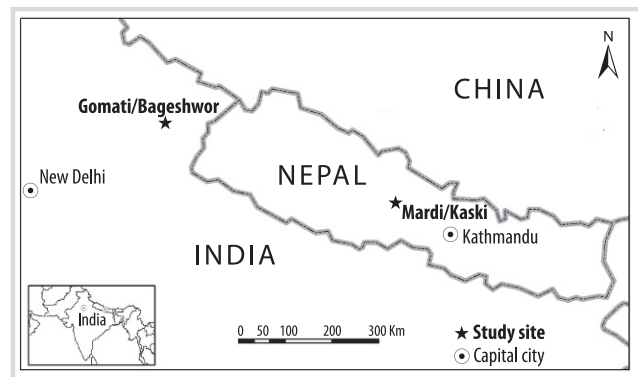 N
CHINA
Gomati/Bageshwor
New Delhi
NEPAL
Mardi/Kaski
Kathmandu
INDIA
India
0 50 100 200 300 Km
Study site
Capital city